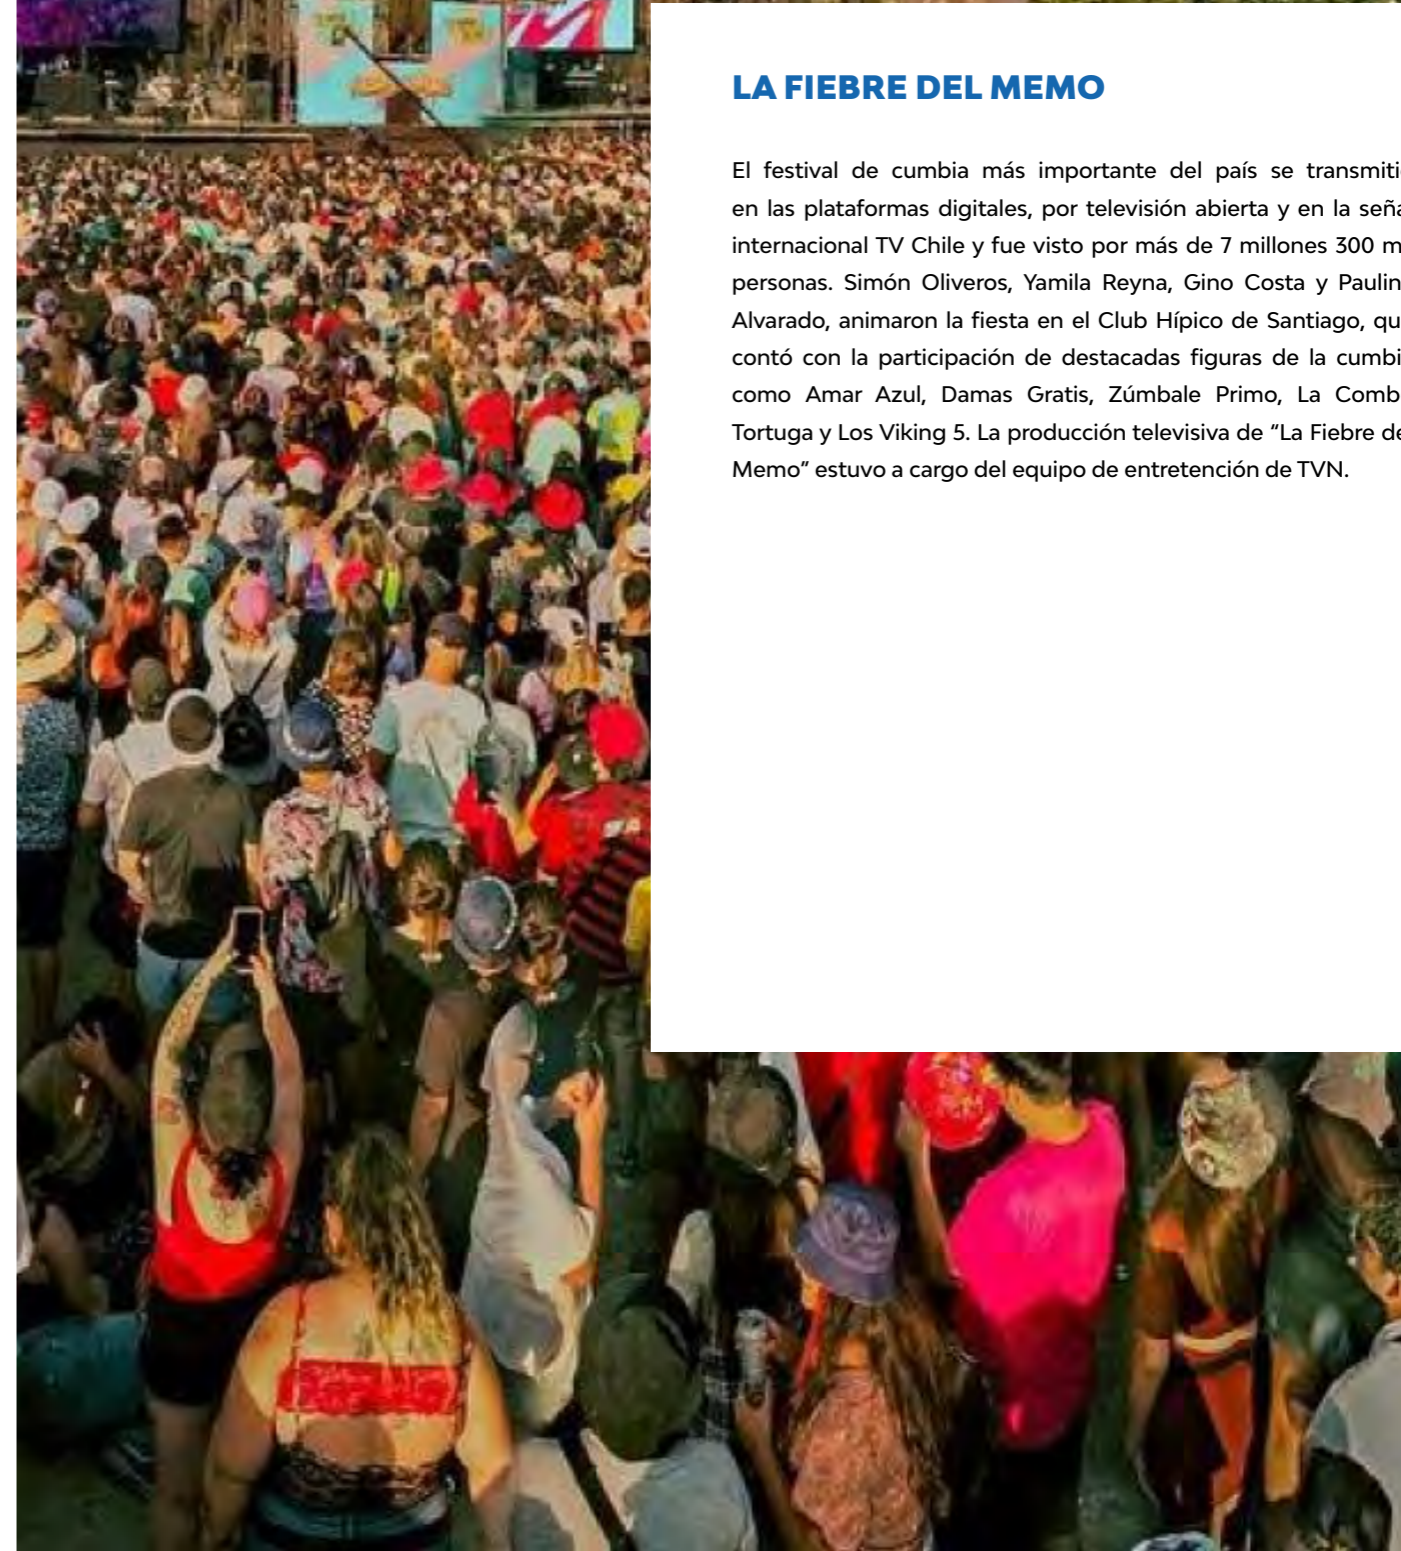 LA FIEBRE DEL MEMO
El festival de cumbia más importante del país se transmiti
en las plataformas digitales, por televisión abierta y en la seña
internacional TV Chile y fue visto por más de 7 millones 300 m
personas. Simón Oliveros, Yamila Reyna, Gino Costa y Paulin
Alvarado, animaron la fiesta en el Club Hípico de Santiago, qu
contó con la participación de destacadas figuras de la cumbi
como Amar Azul, Damas Gratis, Zúmbale Primo, La Comb
Tortuga y Los Viking 5. La producción televisiva de “La Fiebre de
Memo” estuvo a cargo del equipo de entretención de TVN.